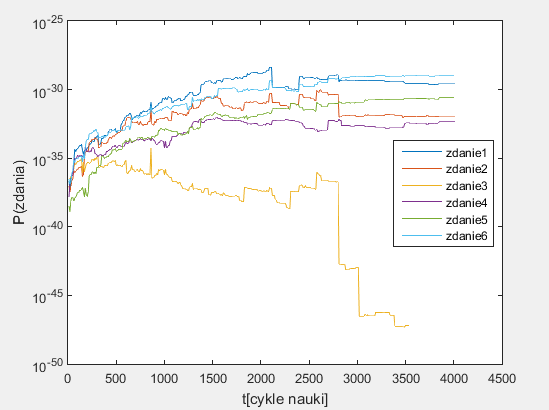 10^-25
10^-30
10^-35
10^-40
10^-45
10^-50
P(zdania)
zdanie1
zdanie2
zdanie3
zdanie4
zdanie5
zdanie6
0 500 1000 1500 2000 2500 3000 3500 4000 4500
t[cykle nauki]